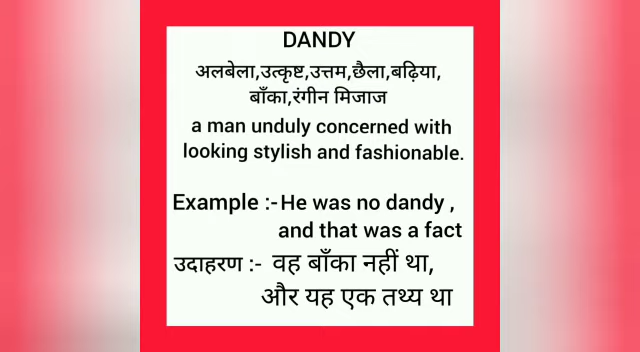 DANDY
अलबेला,उत्कृष्ट,उत्तम,छैला,बढ़िया,
बाँका,रंगीन मिजाज
a man unduly concerned with
looking stylish and fashionable.
Example :-He was no dandy ,
and that was a fact
उदाहरण :- वह बाँका नहीं था,
और यह एक तथ्य था